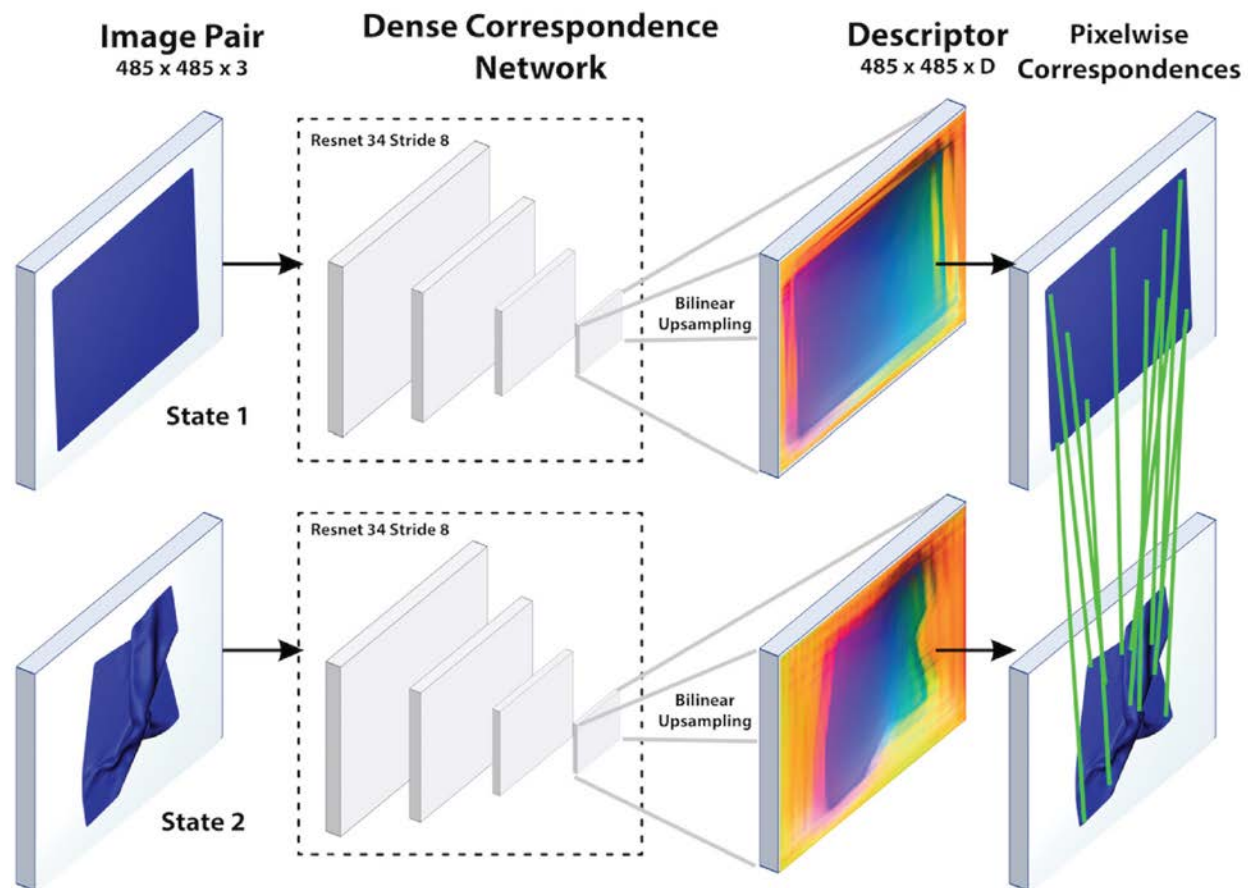 Image Pair
485 x 485 x 3
Dense Correspondence
Network
Descriptor
485 x 485 x D
Pixelwise
Correspondences
Resnet 34 Stride 8
Bilinear
Upsampling
State 1
Resnet 34 Stride 8
Bilinear
Upsampling
State 2